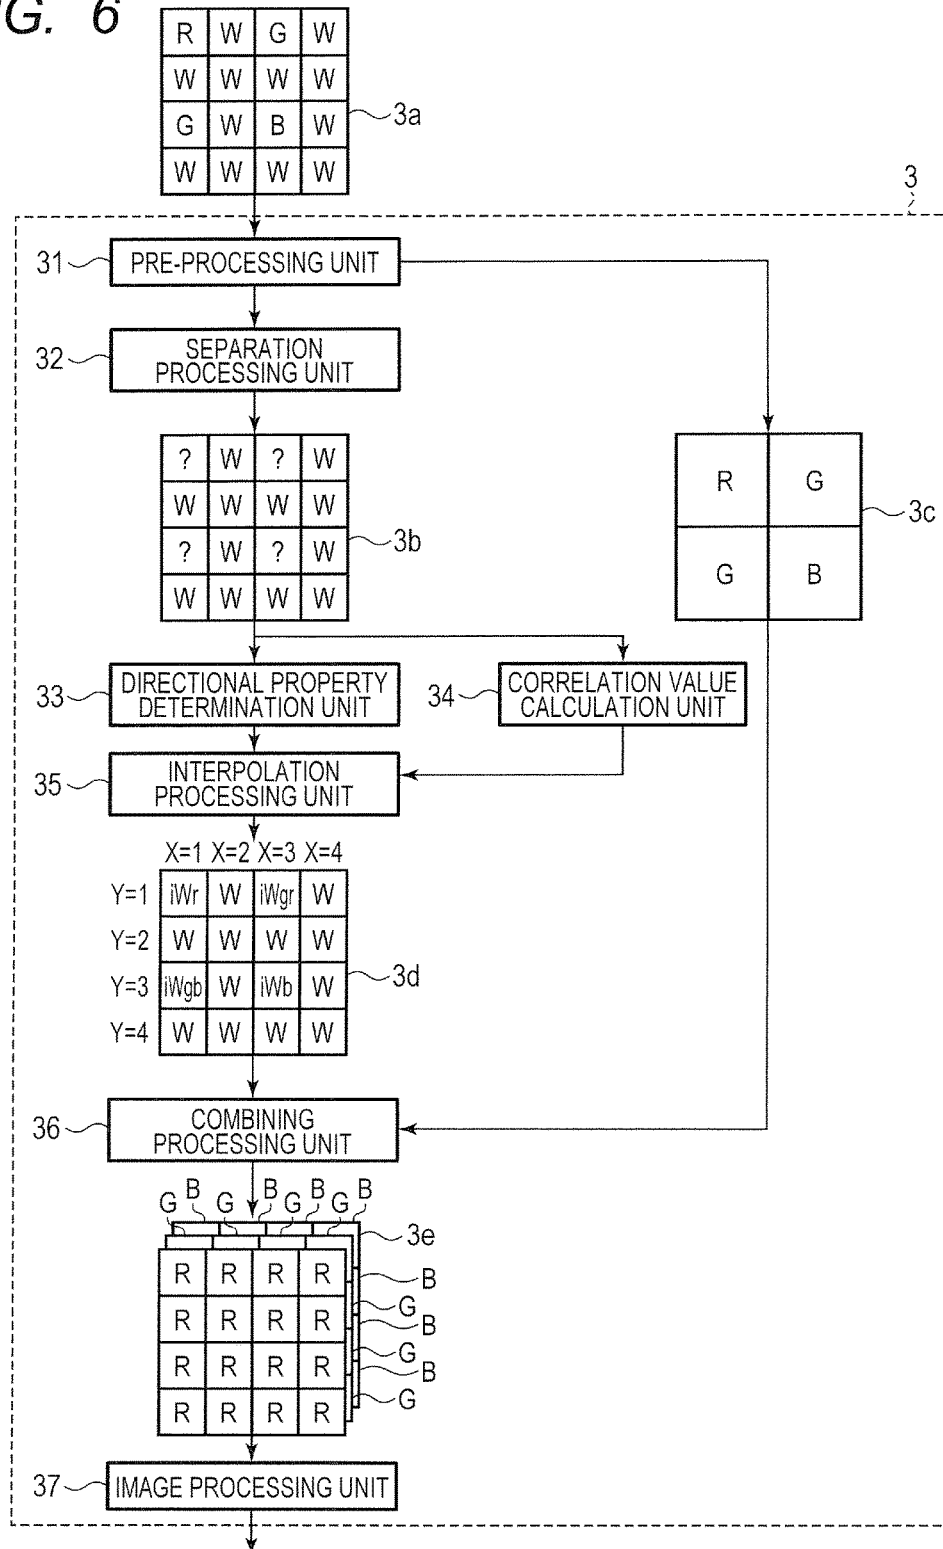 G. 6
R W G W
W W W W
G W B W
W W W W
3a
3
31
PRE-PROCESSING UNIT
32
SEPARATION
PROCESSING UNIT
? W ? W
W W W W
? W ? W
W W W W
3b
R G
G B
3c
33
DIRECTIONAL PROPERTY
DETERMINATION UNIT
34
CORRELATION VALUE
CALCULATION UNIT
35
INTERPOLATION
PROCESSING UNIT
X=1 X=2 X=3 X=4
Y=1 iWr W iWgr W
Y=2 W W W W
Y=3 iWgb W iWb W
Y=4 W W W W
3d
36
COMBINING
PROCESSING UNIT
B B B B
G G G G
3e
R R R R
B
G
R R R R
B
G
R R R R
B
G
R R R R
37
IMAGE PROCESSING UNIT